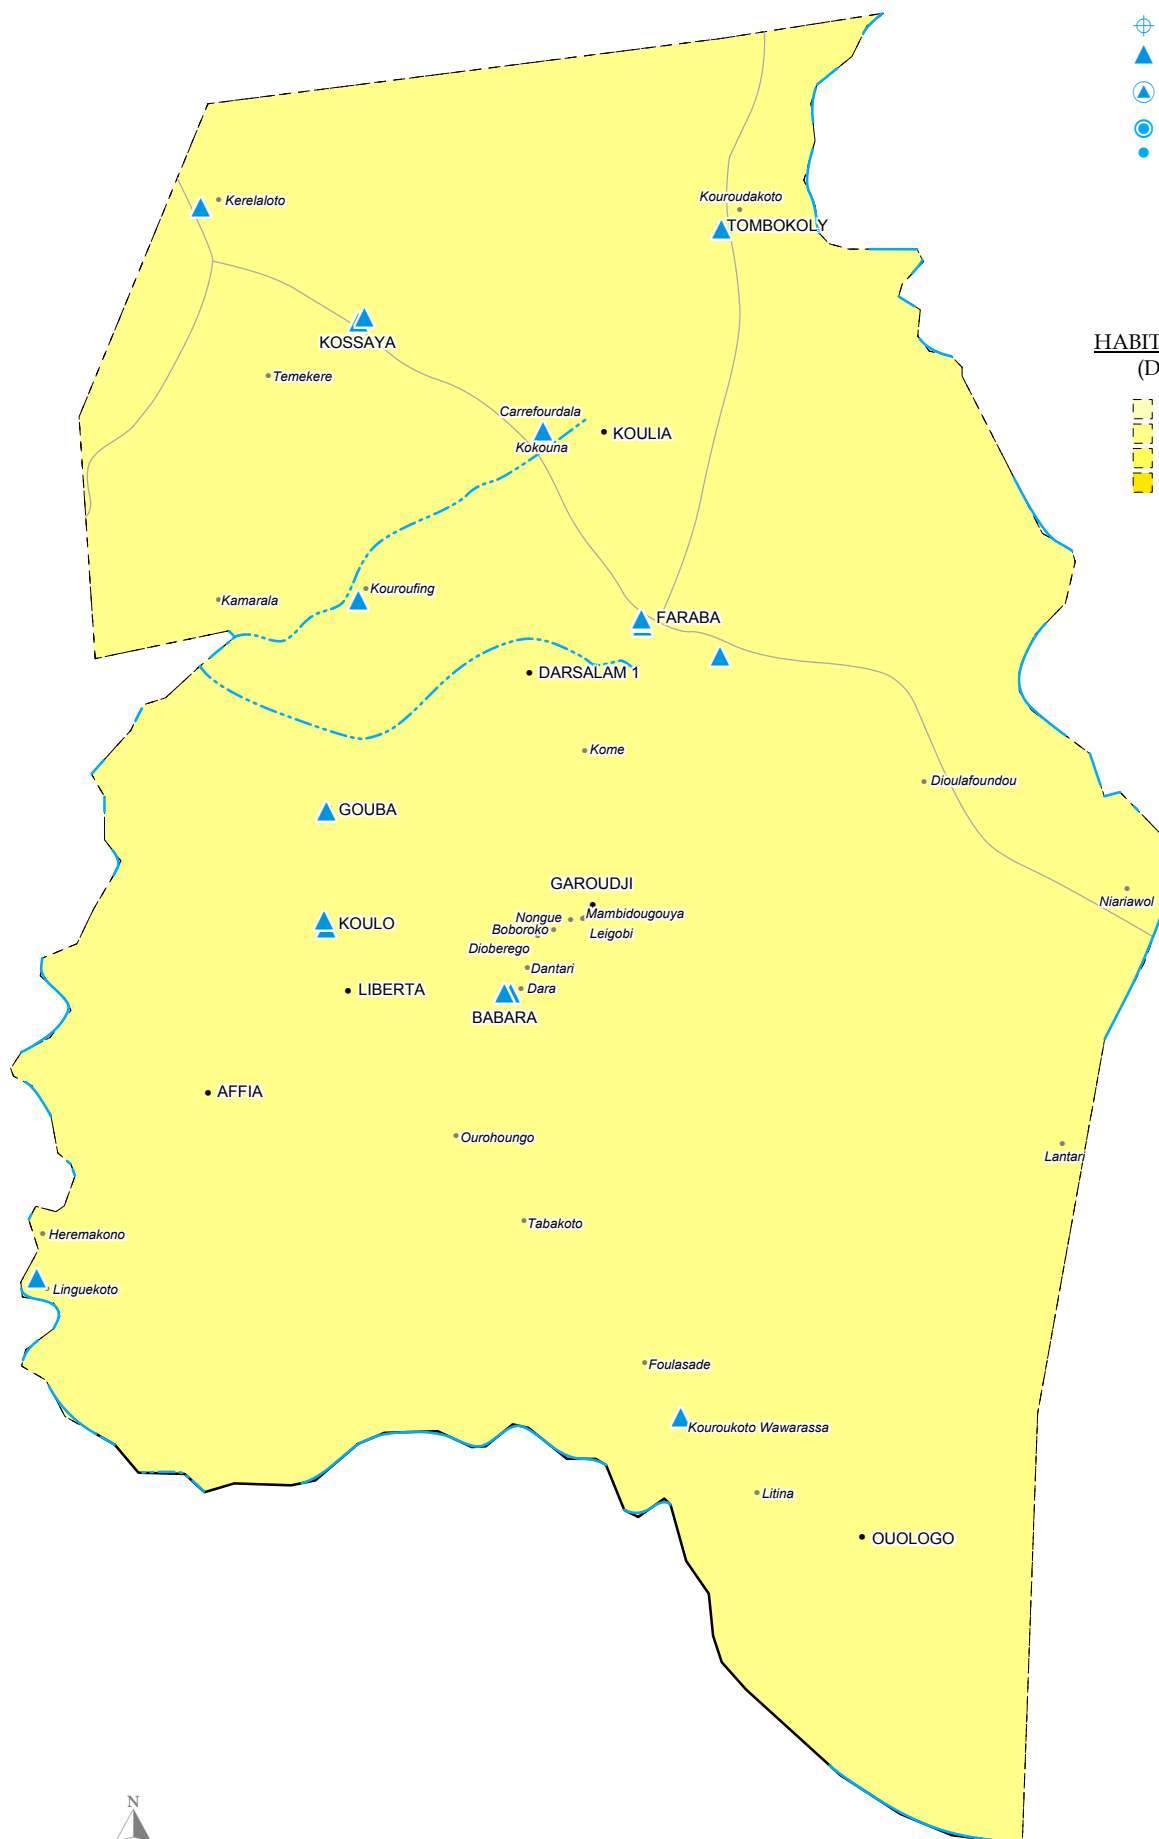 Kerelaloto
Kouroudakoto
TOMBOKOLY
KOSSAYA
HABIT
(D
Temekere
Carrefourdala
KOULIA
Kokouna
Kouroufing
Kamarala
FARABA
DARSALAM 1
Kome
Dioulafoundou
GOUBA
GAROUDJI
Niariawol
Mambidougouya
Nongue
KOULO
Boboroko
Leigobi
Dioberego
Dantari
LIBERTA
Dara
BABARA
AFFIA
Ourohoungo
Lantari
Tabakoto
Heremakono
Linguekoto
Foulasade
Kouroukoto Wawarassa
Litina
OUOLOGO
N